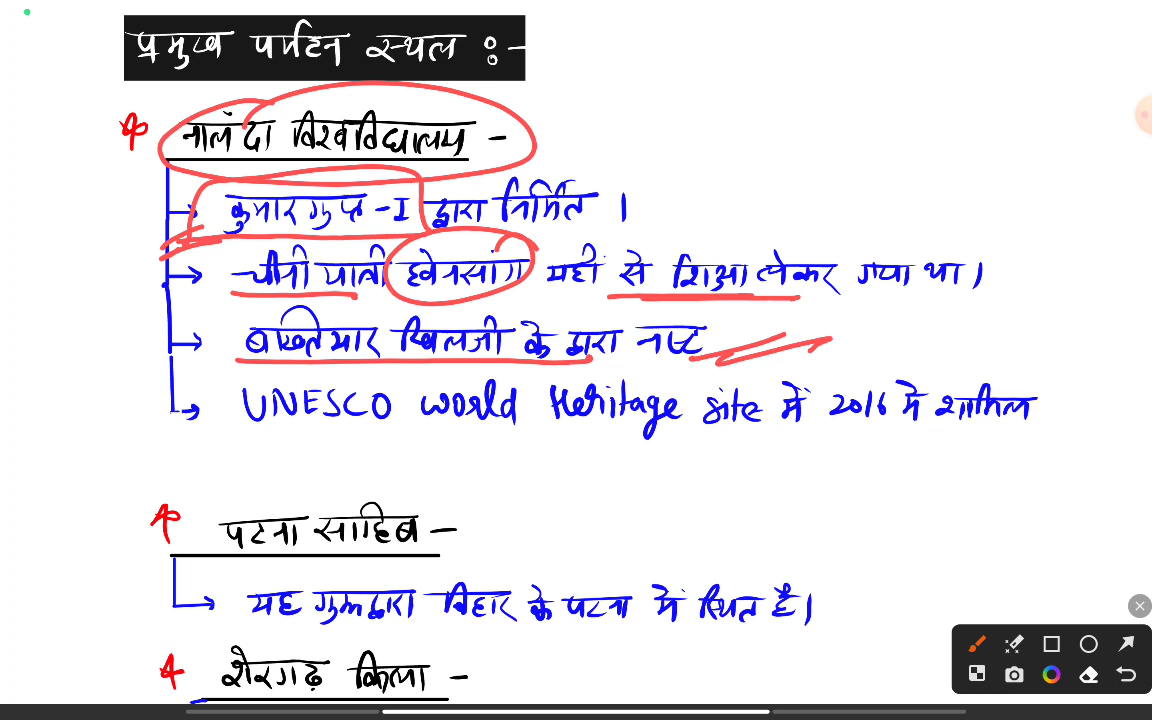 प्रमुख पर्यटन स्थल :-
नालंदा विश्वविद्यालय -
कुमारगुप्त - I द्वारा निर्मित ।
चीनी यात्री ह्वेनसांग यहीं से शिक्षा लेकर गया था।
बख्तियार खिलजी के द्वारा नष्ट
UNESCO world Heritage site में 2016 मे शामिल
पटना साहिब -
यह गुरुद्वारा बिहार के पटना में स्थित है।
शेरगढ़ किला -